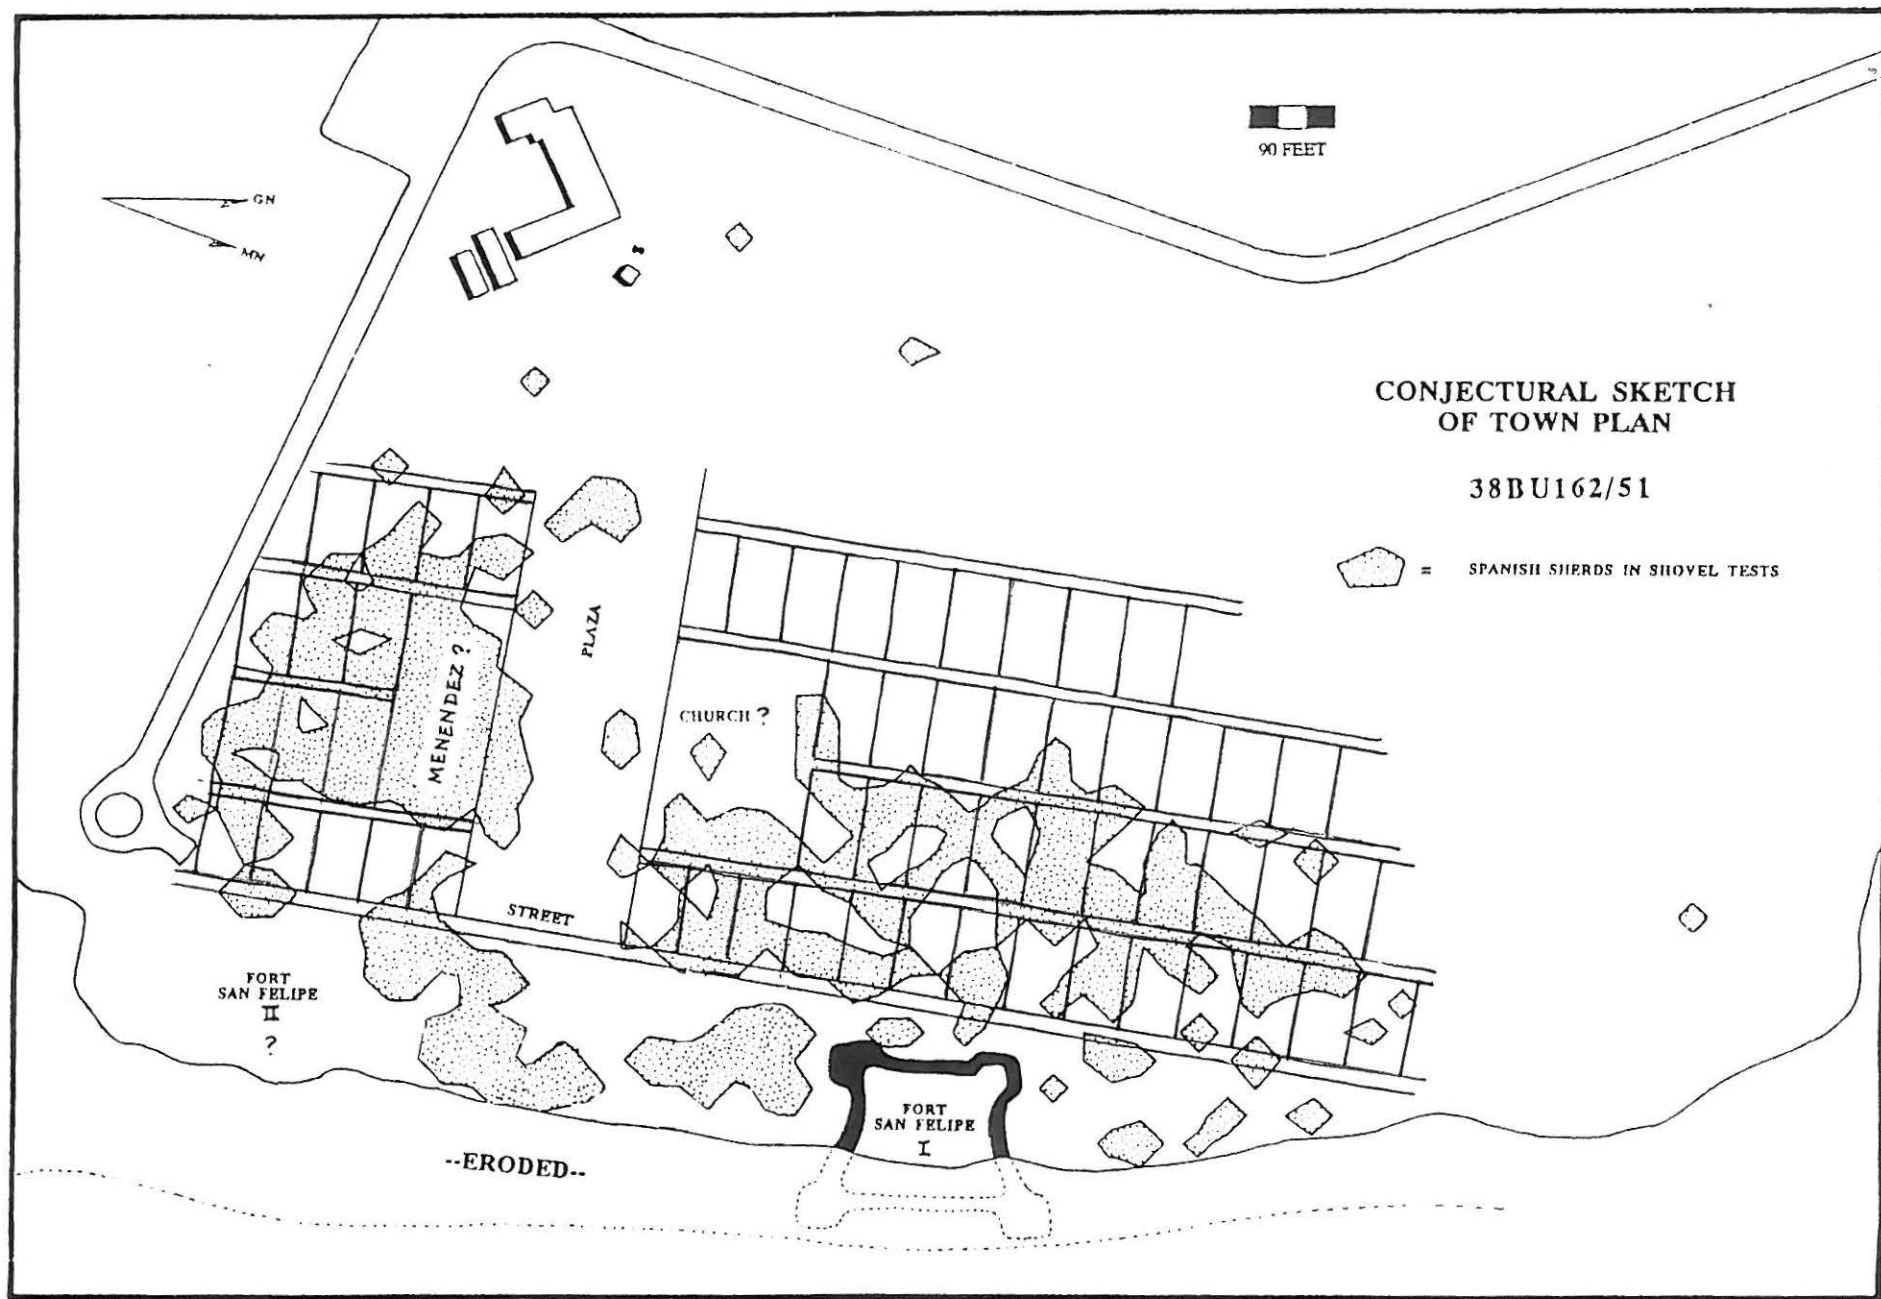 90 FEET
GN
MN
CONJECTURAL SKETCH
OF TOWN PLAN
38BU162/51
= SPANISH SHERDS IN SHOVEL TESTS
PLAZA
MENENDEZ ?
CHURCH ?
STREET
FORT
SAN FELIPE
II
?
FORT
SAN FELIPE
I
--ERODED--